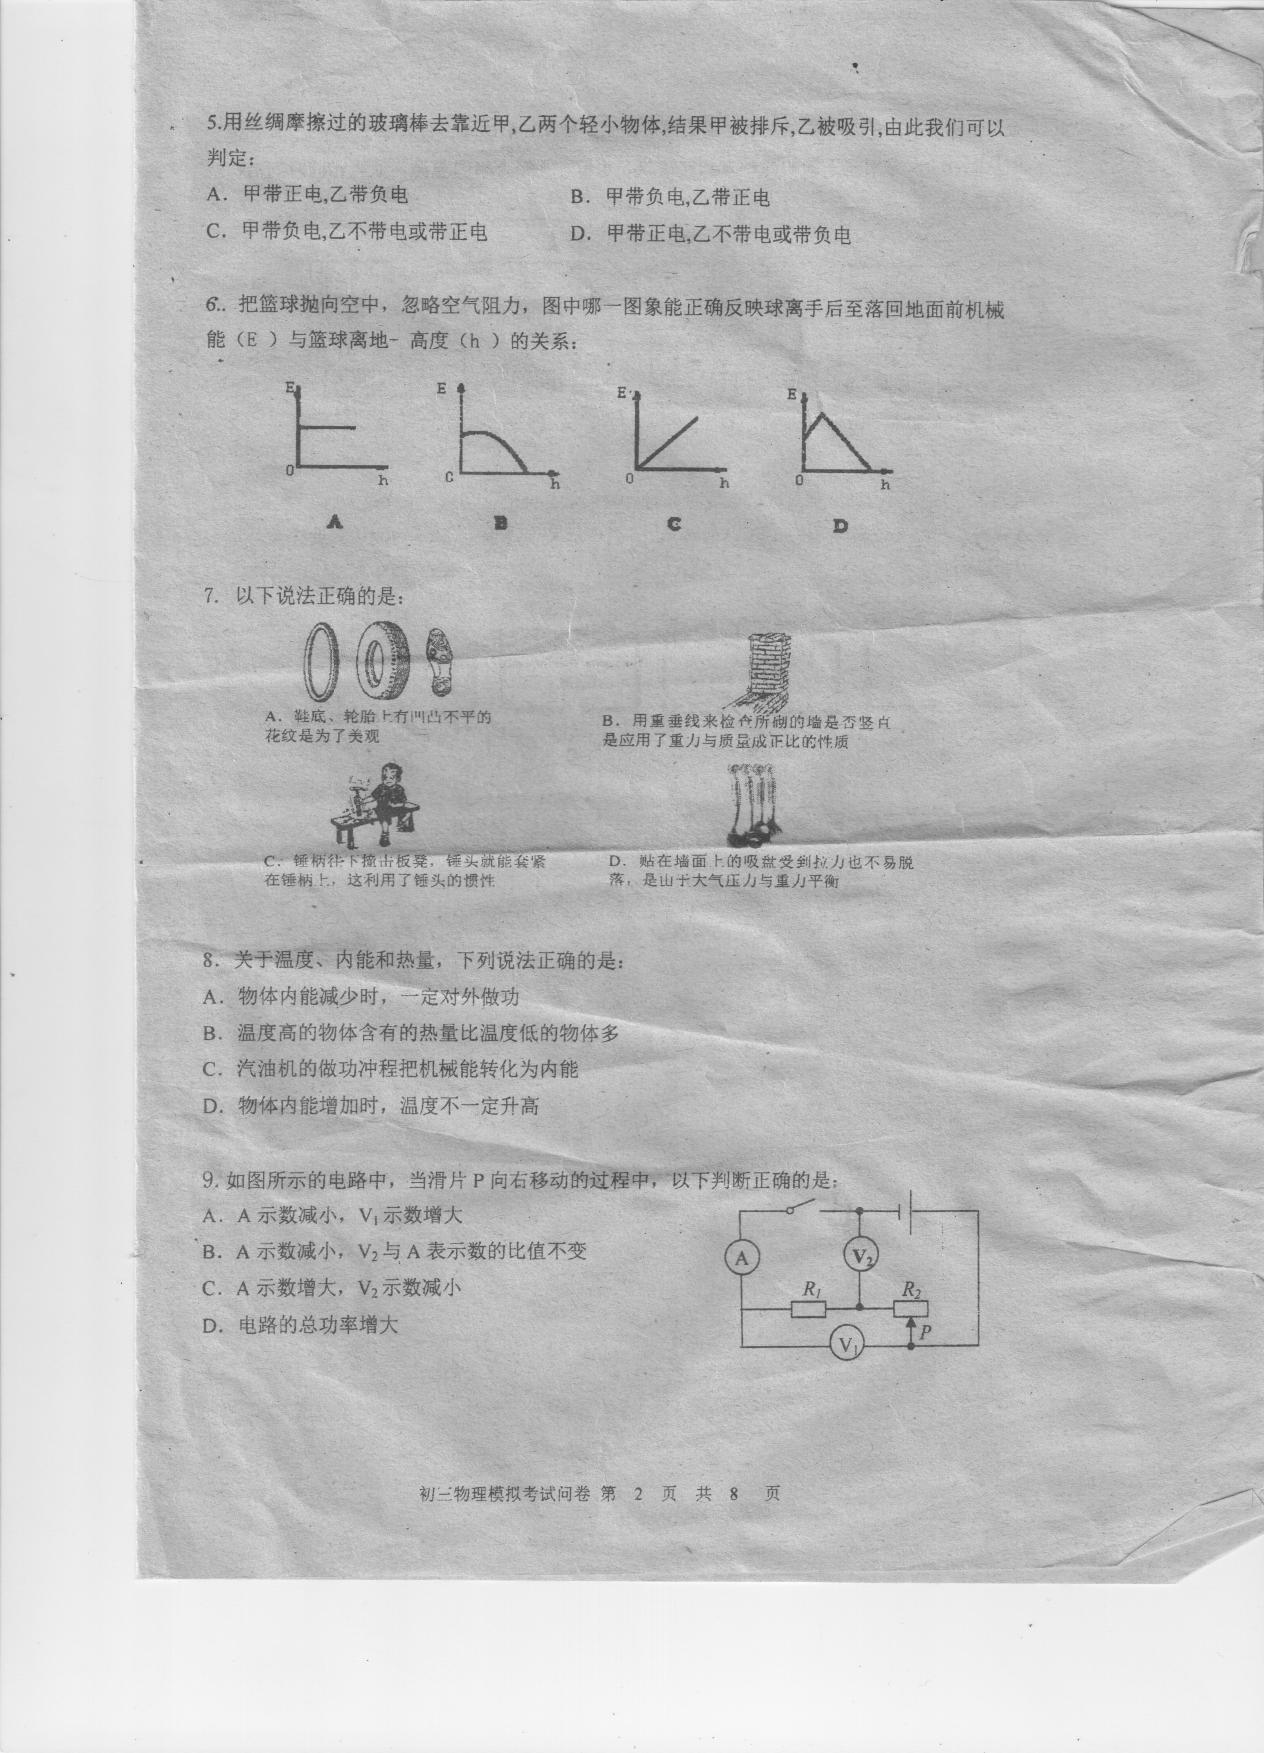 5.用丝绸摩擦过的玻璃棒去靠近甲,乙两个轻小物体,结果甲被排斥,乙被吸引,由此我们可以
判定:
A. 甲带正电,乙带负电 B. 甲带负电,乙带正电
C. 甲带负电,乙不带电或带正电 D. 甲带正电,乙不带电或带负电
6.. 把篮球抛向空中，忽略空气阻力，图中哪一图象能正确反映球离手后至落回地面前机械
能（E ）与篮球离地- 高度（h ）的关系:
E E E E
0 h C h 0 h 0 h
A B C D
7. 以下说法正确的是:
A. 鞋底、轮胎上有凹凸不平的
花纹是为了美观
B. 用重垂线来检查所砌的墙是否竖直
是应用了重力与质量成正比的性质
C. 锤柄往下撞击板凳，锤头就能套紧
在锤柄上，这利用了锤头的惯性
D. 贴在墙面上的吸盘受到拉力也不易脱
落，是由于大气压力与重力平衡
8. 关于温度、内能和热量，下列说法正确的是:
A. 物体内能减少时，一定对外做功
B. 温度高的物体含有的热量比温度低的物体多
C. 汽油机的做功冲程把机械能转化为内能
D. 物体内能增加时，温度不一定升高
9. 如图所示的电路中，当滑片 P 向右移动的过程中，以下判断正确的是:
A. A 示数减小，V₁示数增大
B. A 示数减小，V₂与 A 表示数的比值不变
C. A 示数增大，V₂示数减小
D. 电路的总功率增大
A V₂
R₁ R₂
V₁ P
初三物理模拟考试问卷 第 2 页 共 8 页